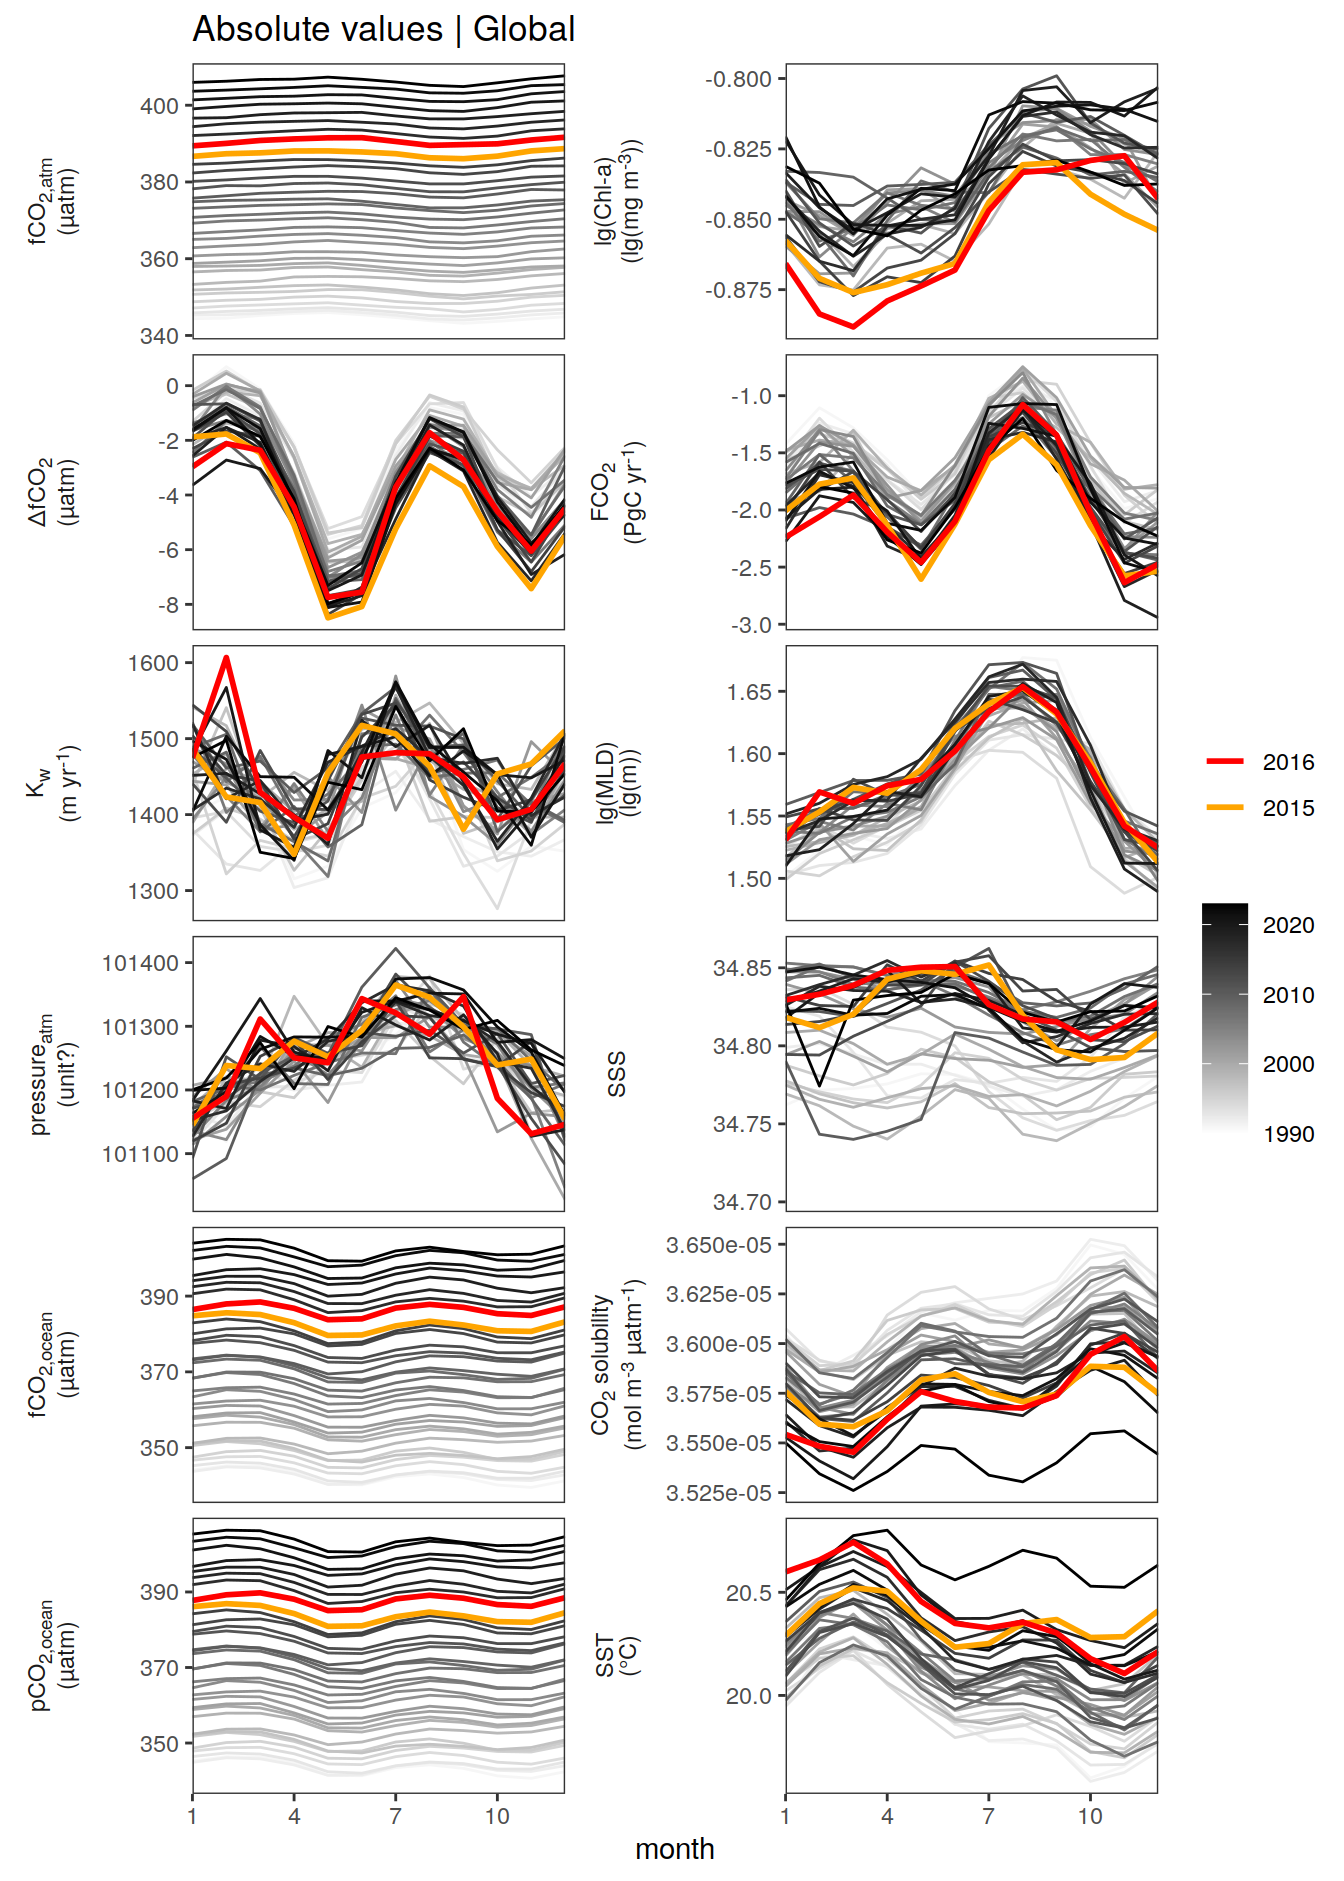 Absolute values | Global
fCO2,atm
(µatm)
400
380
360
340
lg(Chl-a)
(lg(mg m-3))
-0.800
-0.825
-0.850
-0.875
ΔfCO2
(µatm)
0
-2
-4
-6
-8
FCO2
(PgC yr-1)
-1.0
-1.5
-2.0
-2.5
-3.0
Kw
(m yr-1)
1600
1500
1400
1300
lg(MLD)
(lg(m))
1.65
1.60
1.55
1.50
pressureatm
(unit?)
101400
101300
101200
101100
SSS
34.85
34.80
34.75
34.70
fCO2,ocean
(µatm)
390
370
350
CO2 solubility
(mol m-3 µatm-1)
3.650e-05
3.625e-05
3.600e-05
3.575e-05
3.550e-05
3.525e-05
pCO2,ocean
(µatm)
390
370
350
SST
(°C)
20.5
20.0
1 4 7 10
1 4 7 10
month
2016
2015
2020
2010
2000
1990